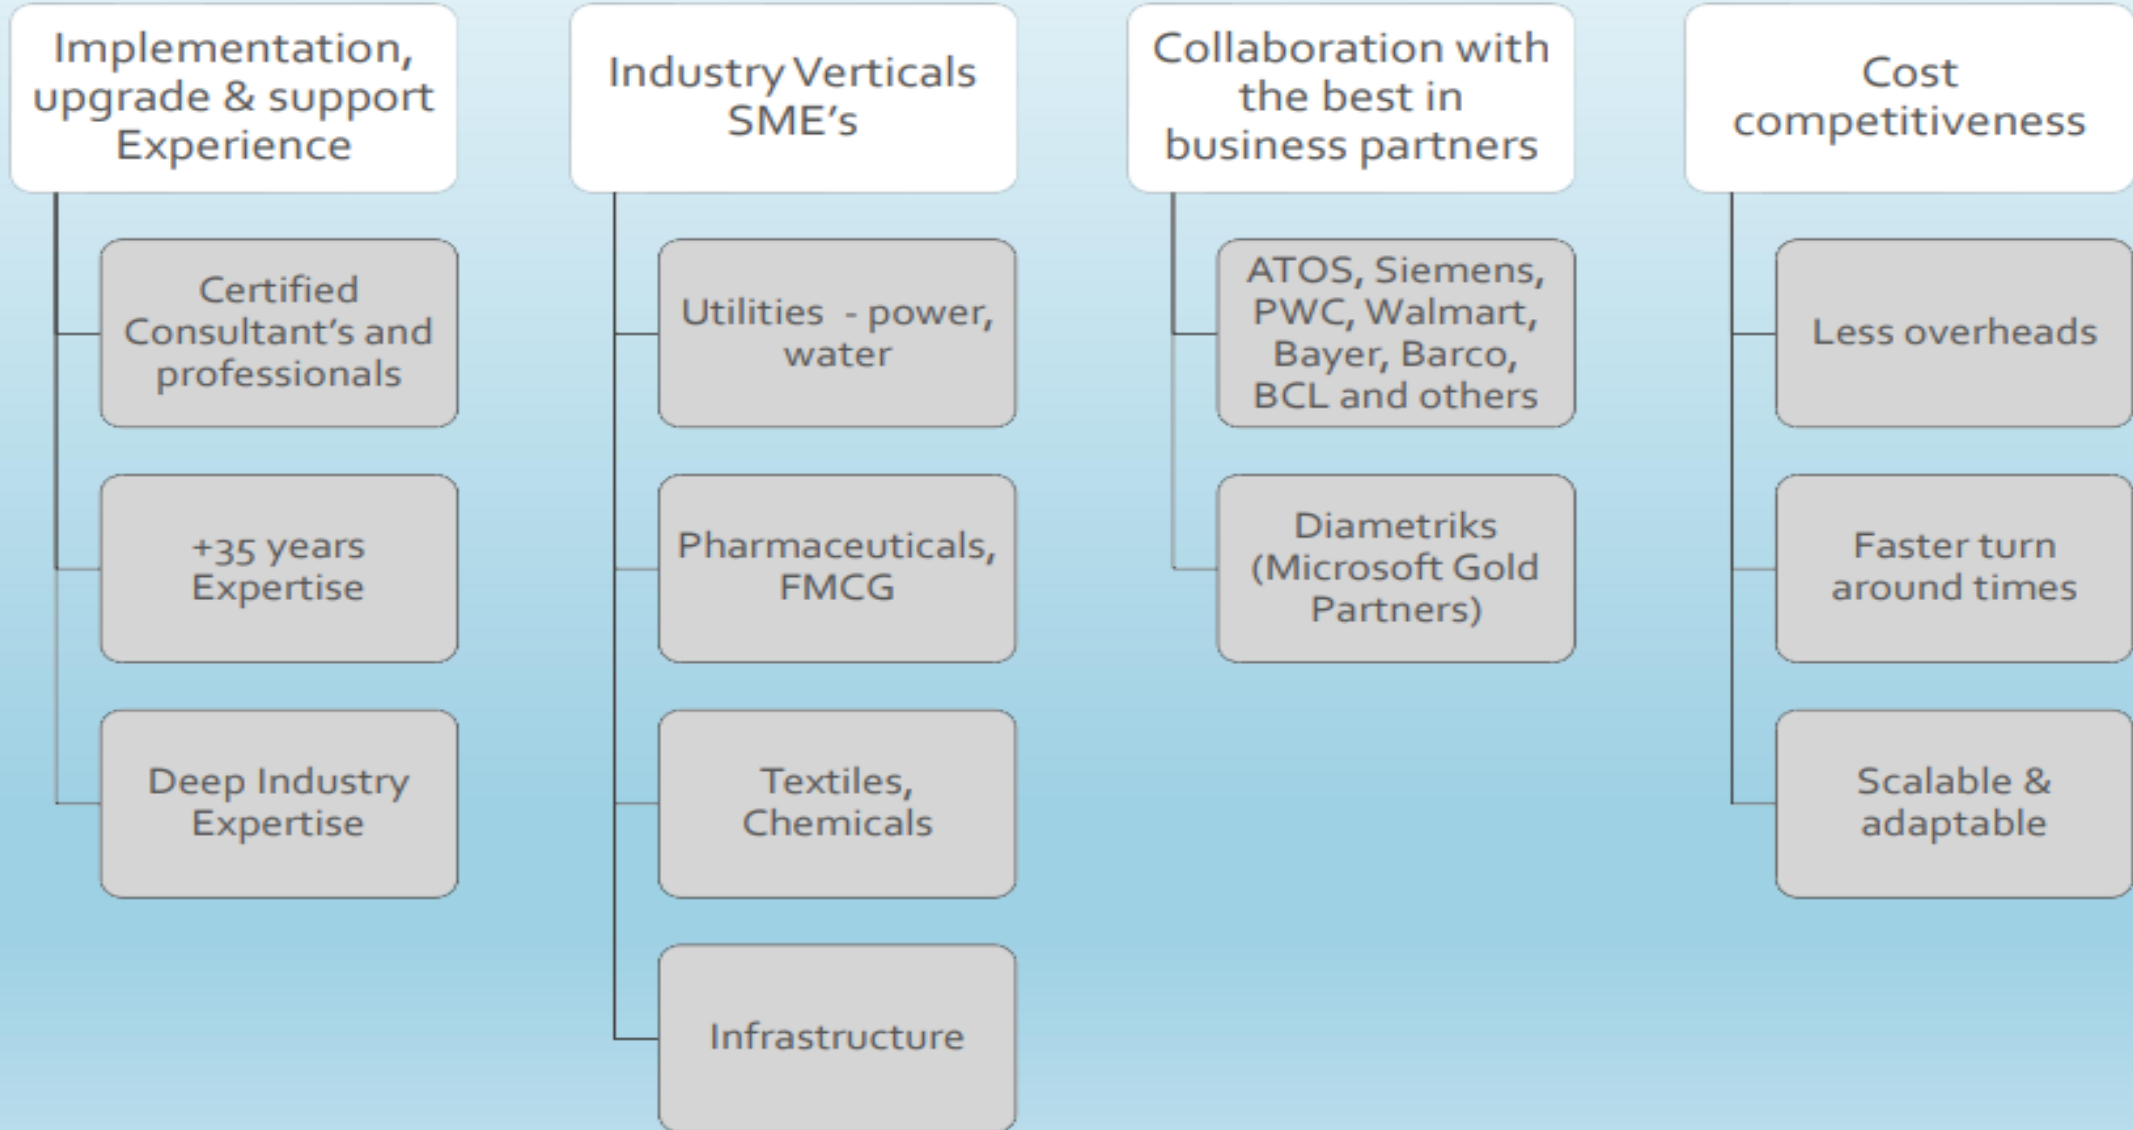 Implementation,
upgrade & support
Experience
Certified
Consultant's and
professionals
+35 years
Expertise
Deep Industry
Expertise
Industry Verticals
SME's
Utilities  - power,
water
Pharmaceuticals,
FMCG
Textiles,
Chemicals
Infrastructure
Collaboration with
the best in
business partners
ATOS, Siemens,
PWC, Walmart,
Bayer, Barco,
BCL and others
Diametriks
(Microsoft Gold
Partners)
Cost
competitiveness
Less overheads
Faster turn
around times
Scalable &
adaptable